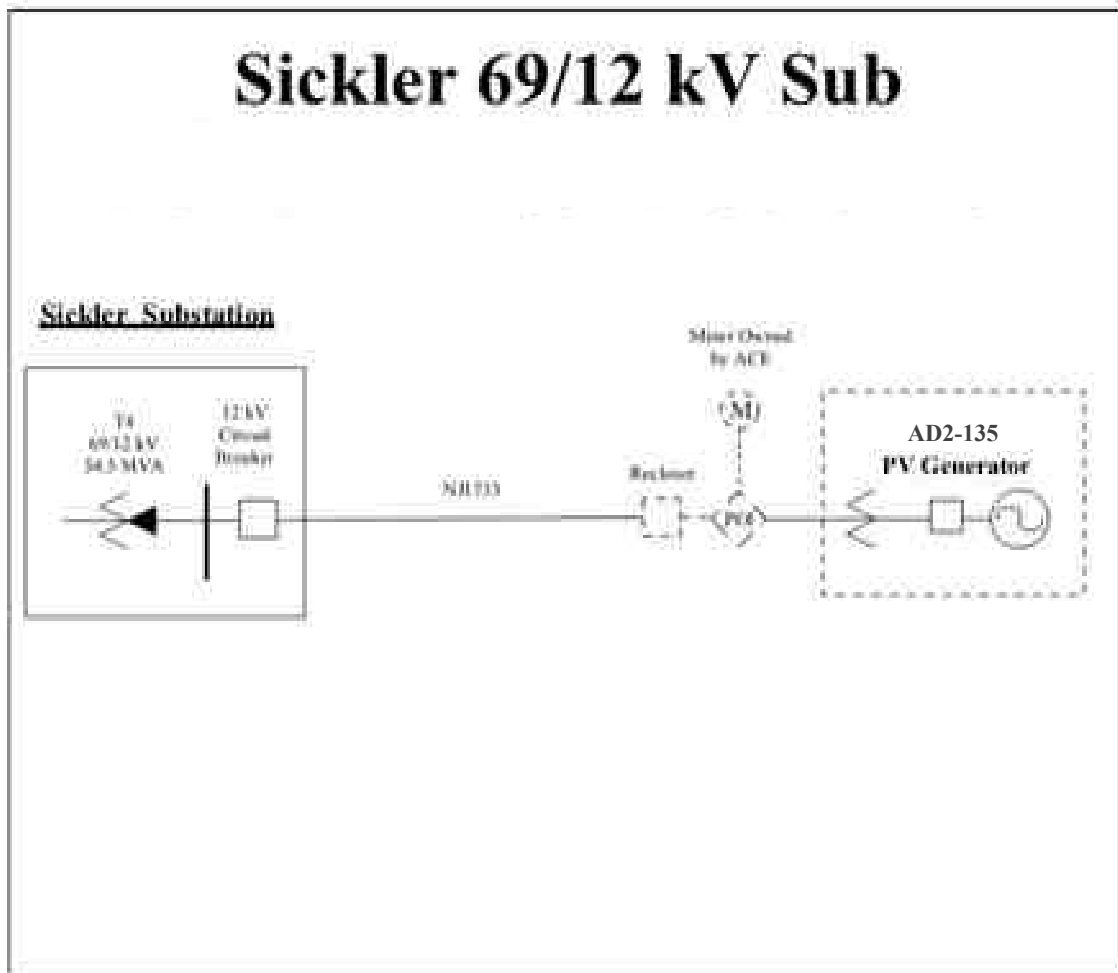 Sickler 69/12 kV Sub
Sickler Substation
Meter Owned
by ACE
T4
69/12 kV
MVA
12 kV
Circuit
Breaker
AD2-135
PV Generator
Recloser
M